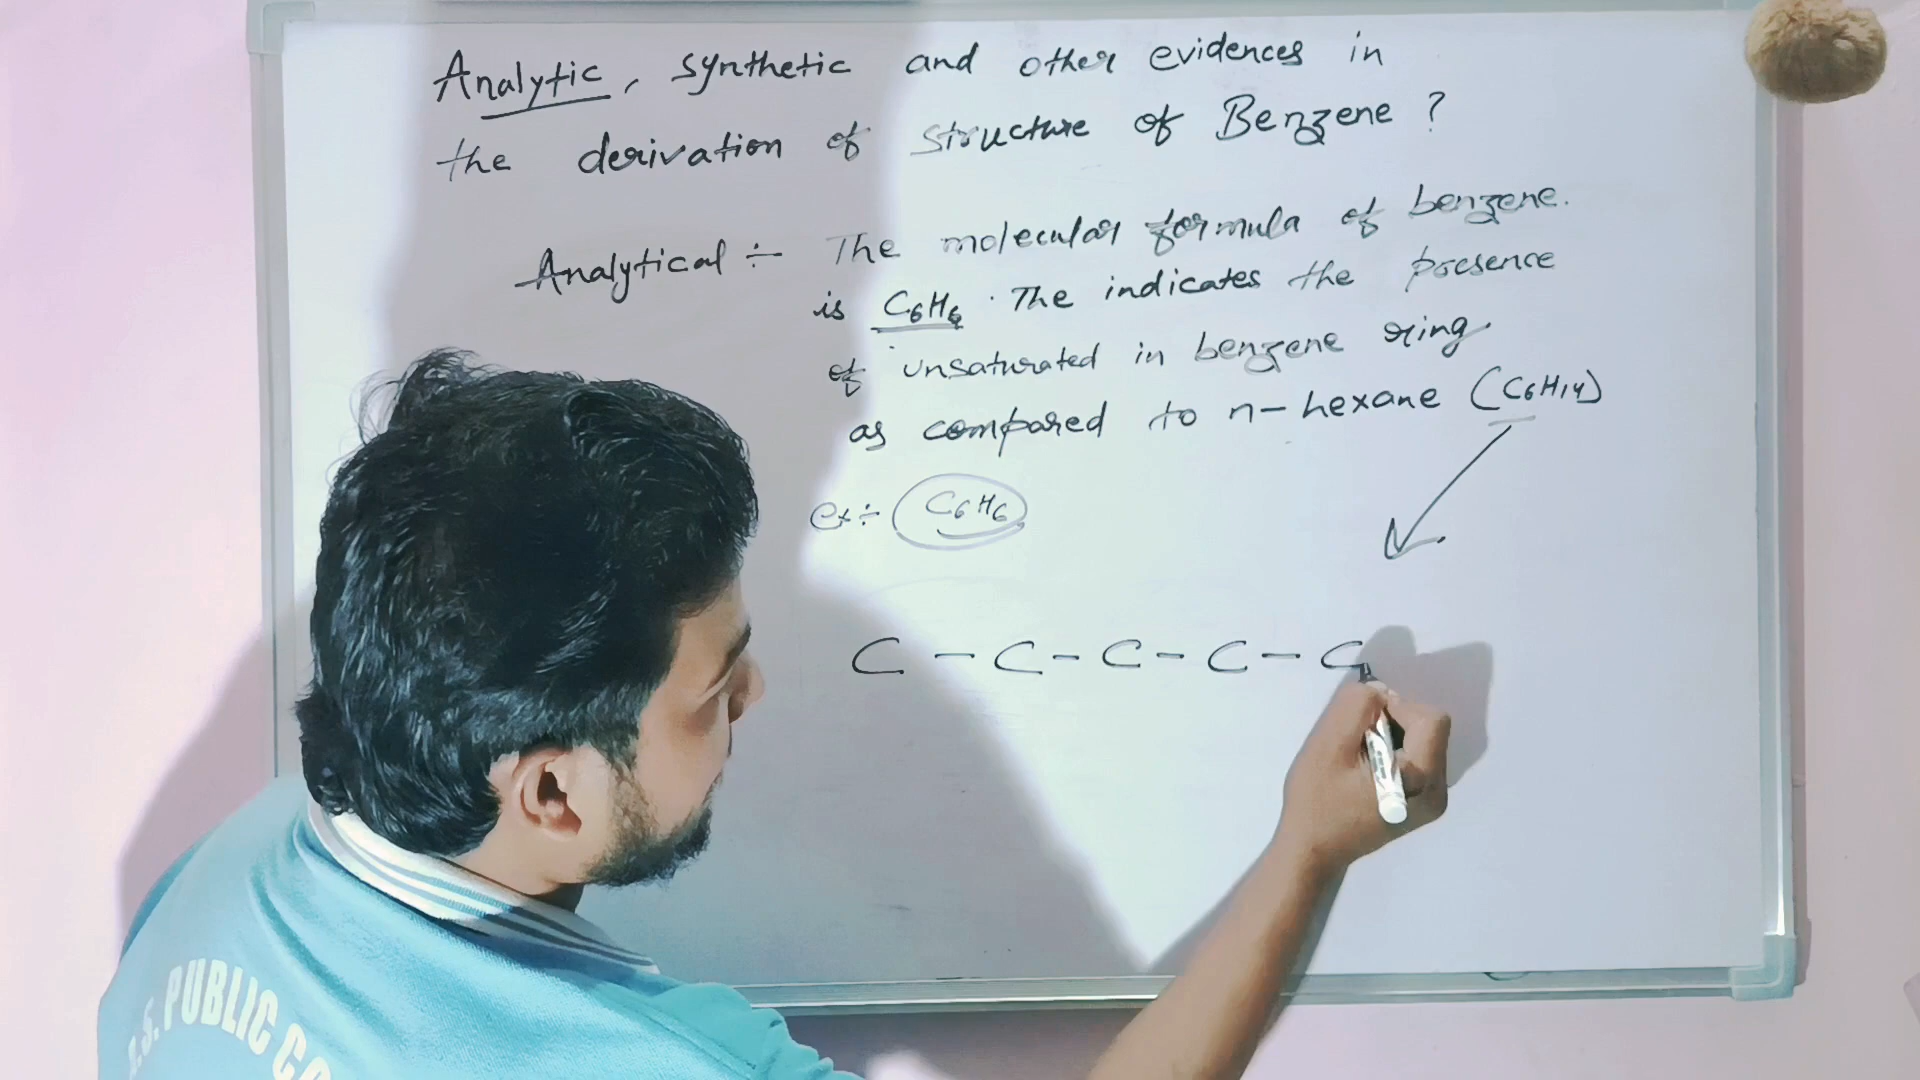 Analytic, synthetic and other evidences in
the derivation of structure of Benzene ?
Analytical ÷ The molecular formula of benzene.
is C6H6. The indicates the presence
of unsaturated in benzene ring.
as compared to n-hexane (C6H14)
ex÷ C6H6
C-C-C-C-C
.S. PUBLIC CO